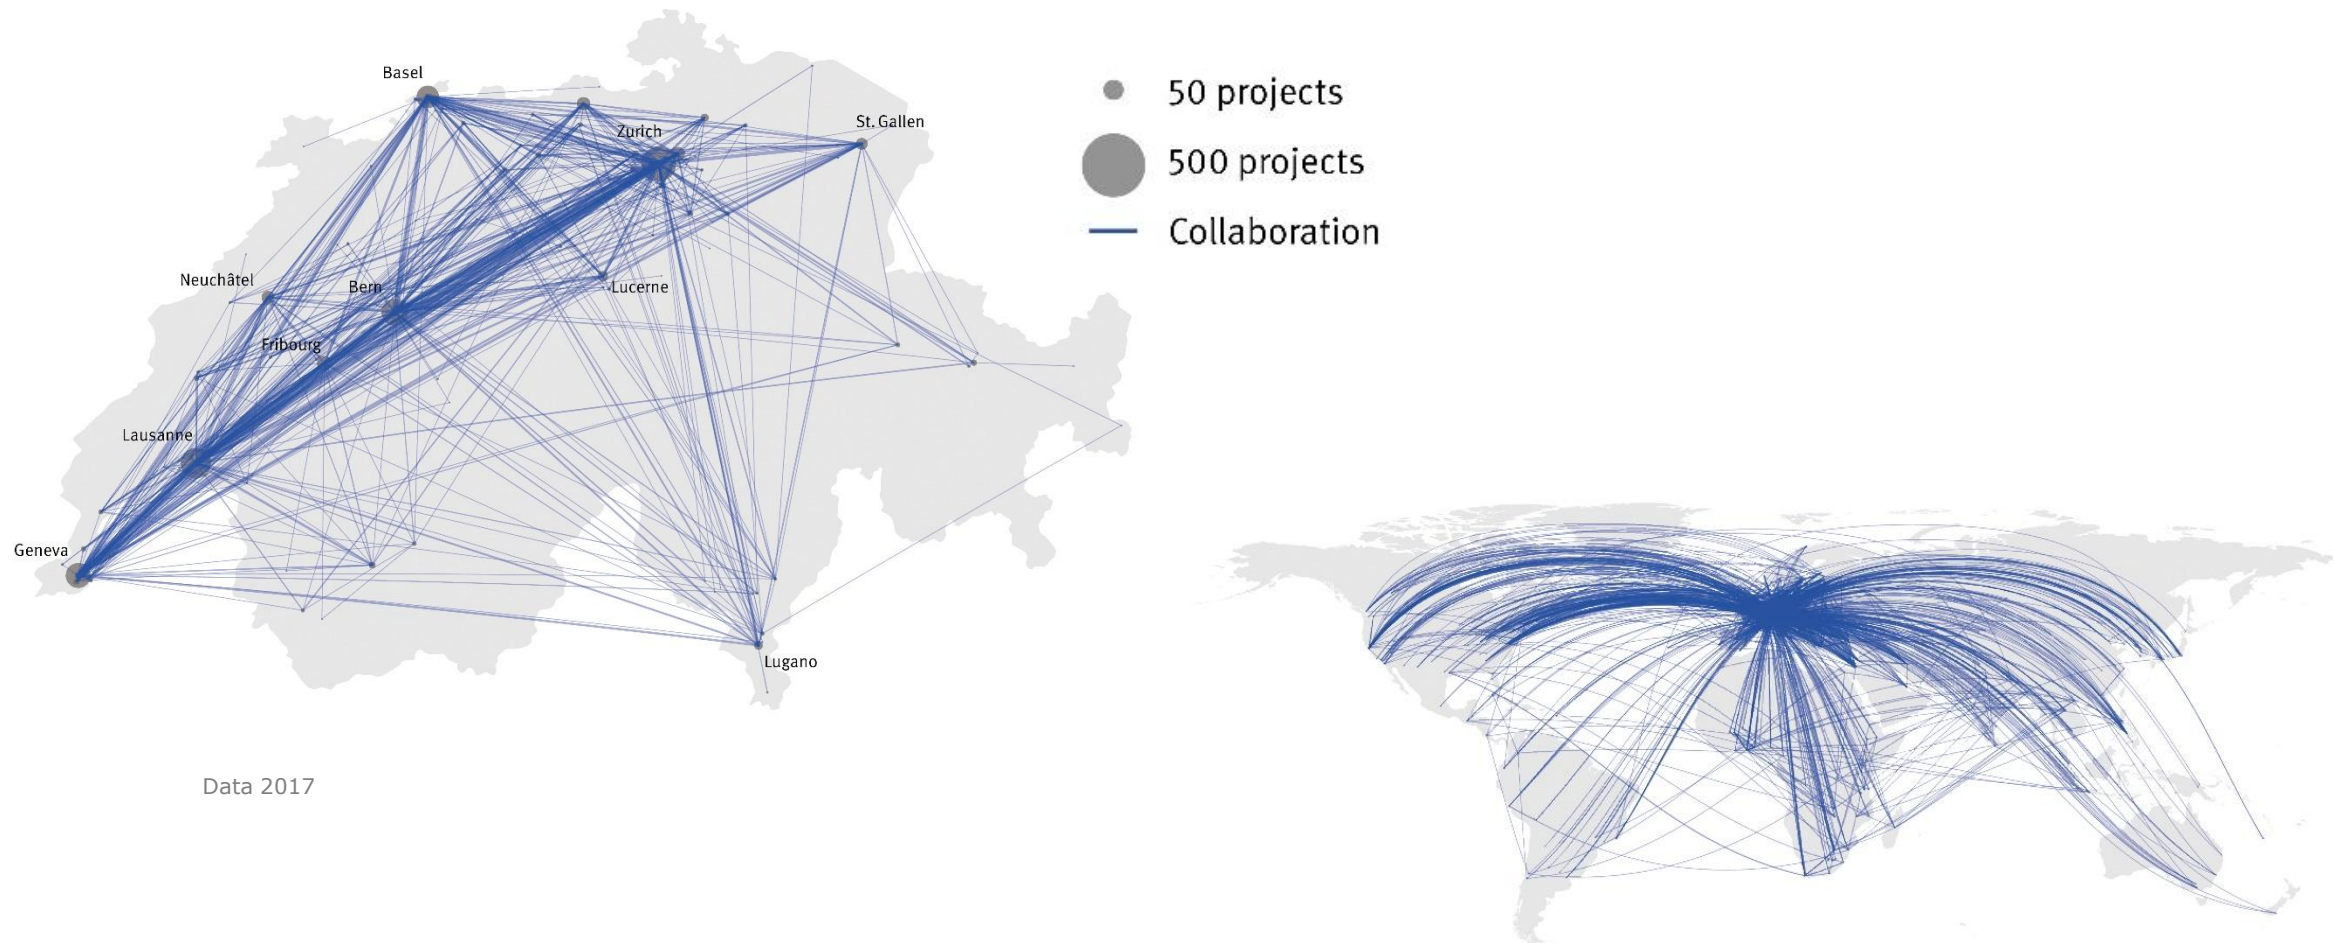 Basel
Zurich
St. Gallen
Neuchâtel
Bern
Lucerne
Fribourg
Lausanne
Geneva
Lugano
50 projects
500 projects
Collaboration
Data 2017